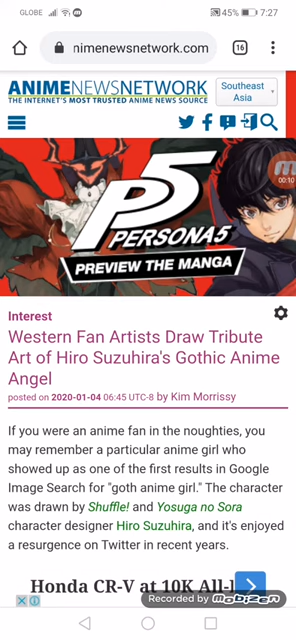 GLOBE 45% 7:27
nimenewsnetwork.com 16
ANIMENEWSNETWORK
THE INTERNET'S MOST TRUSTED ANIME NEWS SOURCE
Southeast
Asia
00:10
P5
PERSONA5
PREVIEW THE MANGA
Interest
Western Fan Artists Draw Tribute
Art of Hiro Suzuhira's Gothic Anime
Angel
posted on 2020-01-04 06:45 UTC-8 by Kim Morrissy
If you were an anime fan in the noughties, you
may remember a particular anime girl who
showed up as one of the first results in Google
Image Search for "goth anime girl." The character
was drawn by Shuffle! and Yosuga no Sora
character designer Hiro Suzuhira, and it's enjoyed
a resurgence on Twitter in recent years.
Honda CR-V at 10K All-I
Recorded by mobizen